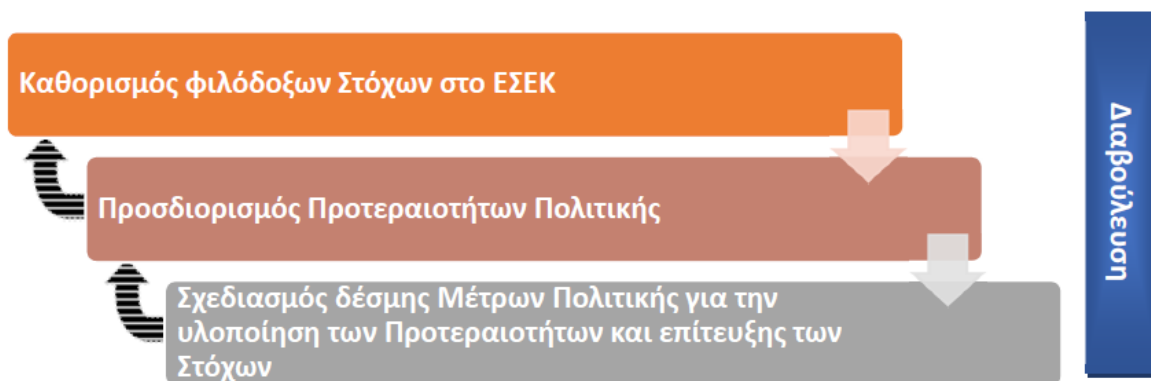 Καθορισμός φιλόδοξων Στόχων στο ΕΣΕΚ
Προσδιορισμός Προτεραιοτήτων Πολιτικής
Σχεδιασμός δέσμης Μέτρων Πολιτικής για την
υλοποίηση των Προτεραιοτήτων και επίτευξης των
Στόχων
Διαβούλευση